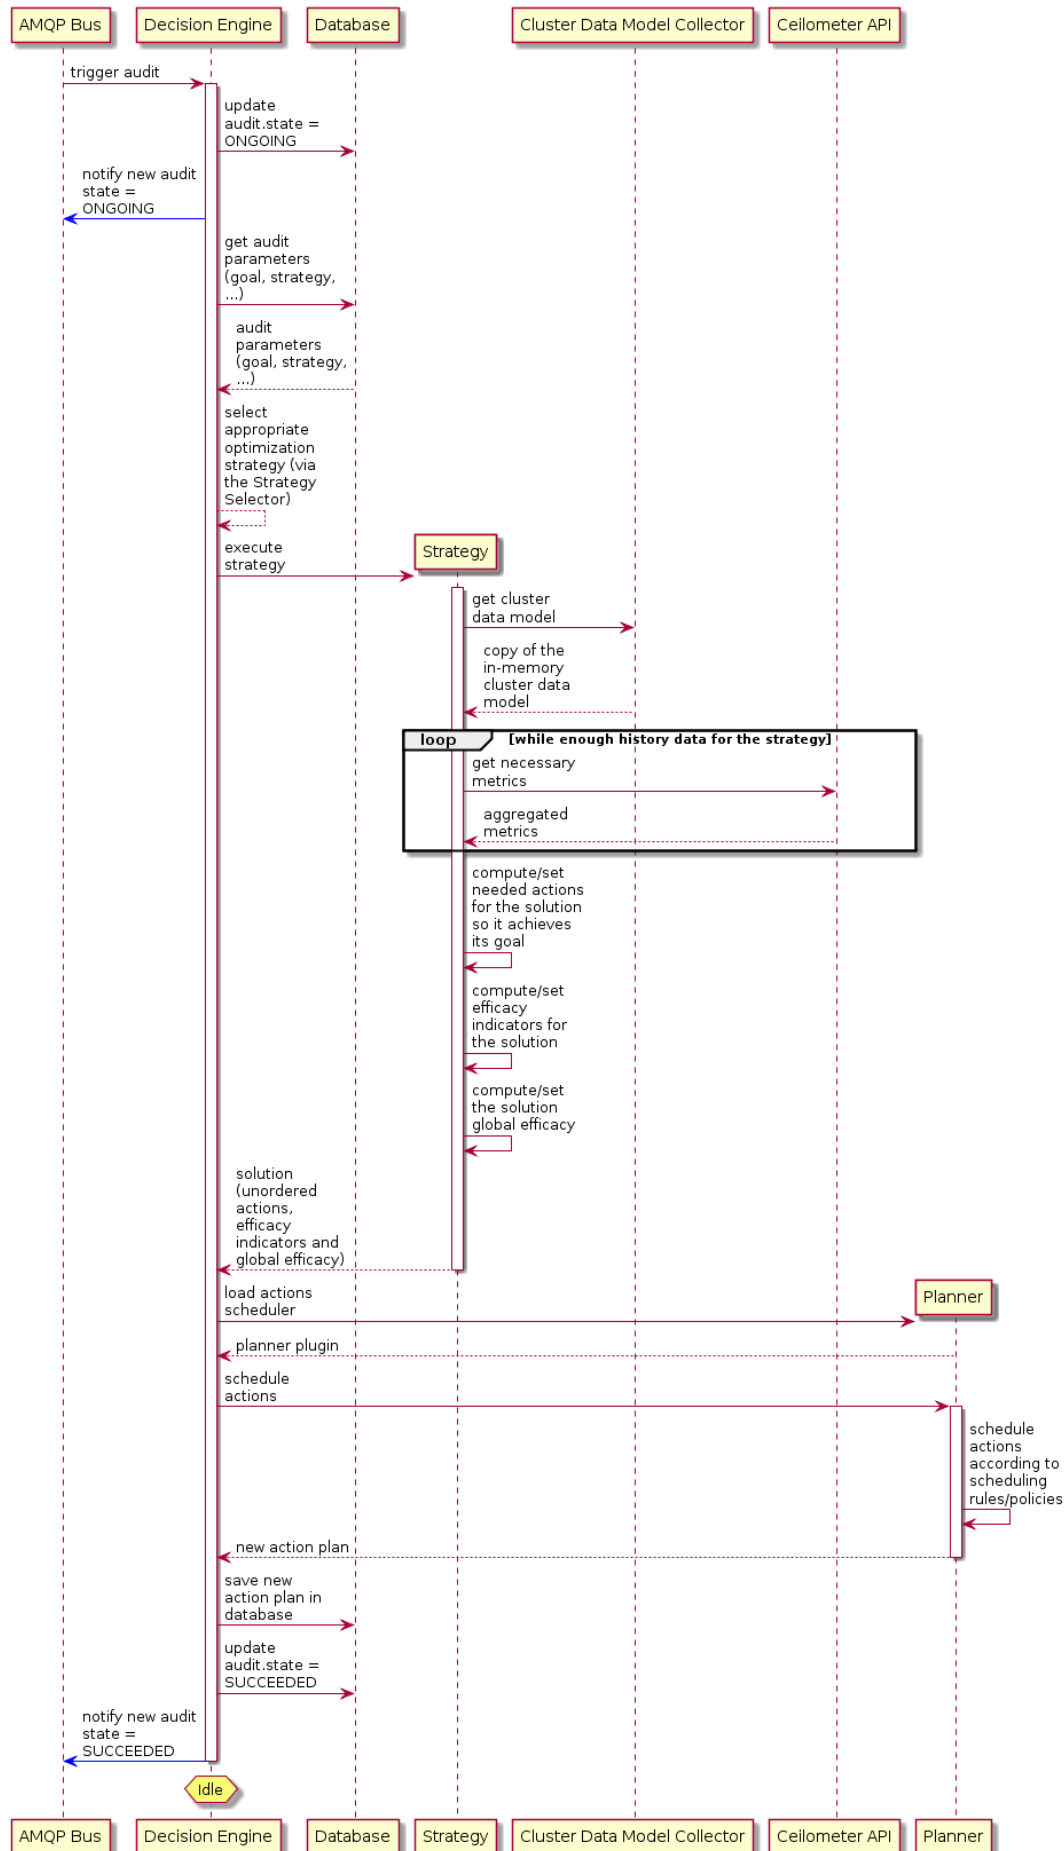 AMQP Bus
Decision Engine
Database
Cluster Data Model Collector
Ceilometer API
trigger audit
update
audit.state =
ONGOING
notify new audit
state =
ONGOING
get audit
parameters
(goal, strategy,
...)
audit
parameters
(goal, strategy,
...)
select
appropriate
optimization
strategy (via
the Strategy
Selector)
Strategy
execute
strategy
get cluster
data model
copy of the
in-memory
cluster data
model
loop
[while enough history data for the strategy]
get necessary
metrics
aggregated
metrics
compute/set
needed actions
for the solution
so it achieves
its goal
compute/set
efficacy
indicators for
the solution
compute/set
the solution
global efficacy
solution
(unordered
actions,
efficacy
indicators and
global efficacy)
load actions
scheduler
Planner
planner plugin
schedule
actions
schedule
actions
according to
scheduling
rules/policies
new action plan
save new
action plan in
database
update
audit.state =
SUCCEEDED
notify new audit
state =
SUCCEEDED
Idle
AMQP Bus
Decision Engine
Database
Strategy
Cluster Data Model Collector
Ceilometer API
Planner